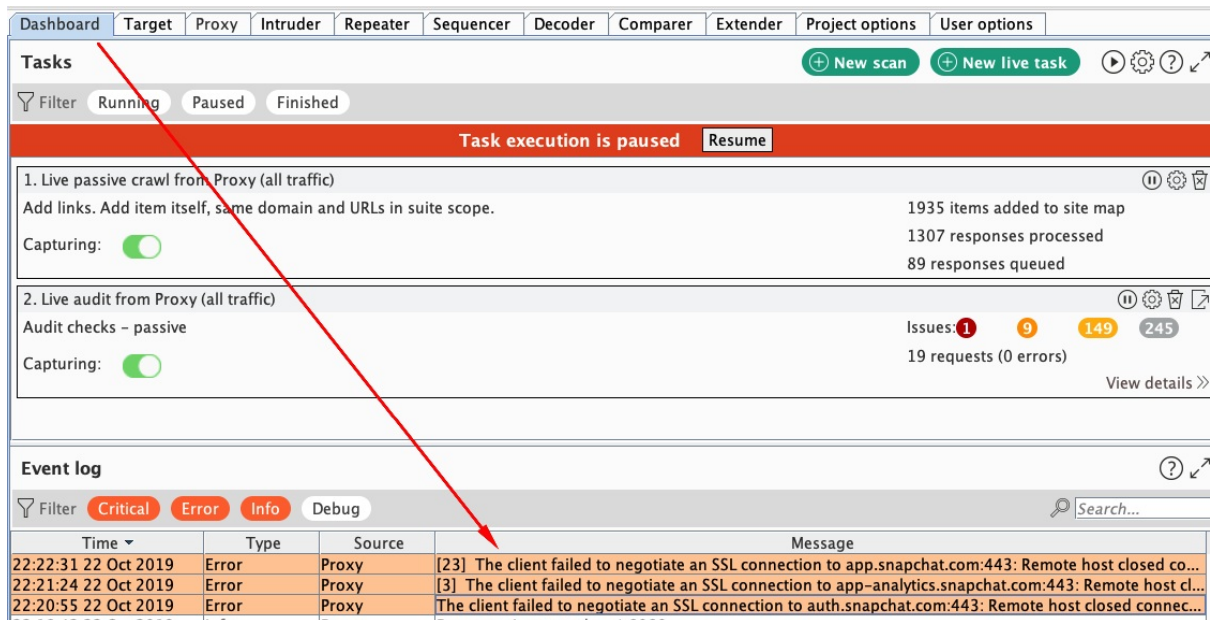 Dashboard Target Proxy Intruder Repeater Sequencer Decoder Comparer Extender Project options User options
Tasks New scan New live task
Filter Running Paused Finished
Task execution is paused Resume
1. Live passive crawl from Proxy (all traffic)
Add links. Add item itself, same domain and URLs in suite scope. 1935 items added to site map
1307 responses processed
Capturing:
89 responses queued
2. Live audit from Proxy (all traffic)
Audit checks – passive Issues: 1 9 149 245
19 requests (0 errors)
Capturing:
View details
Event log
Filter Critical Error Info Debug Search...
Time Type Source Message
22:22:31 22 Oct 2019 Error Proxy [23] The client failed to negotiate an SSL connection to app.snapchat.com:443: Remote host closed co...
22:21:24 22 Oct 2019 Error Proxy [3] The client failed to negotiate an SSL connection to app-analytics.snapchat.com:443: Remote host cl...
22:20:55 22 Oct 2019 Error Proxy The client failed to negotiate an SSL connection to auth.snapchat.com:443: Remote host closed connec...